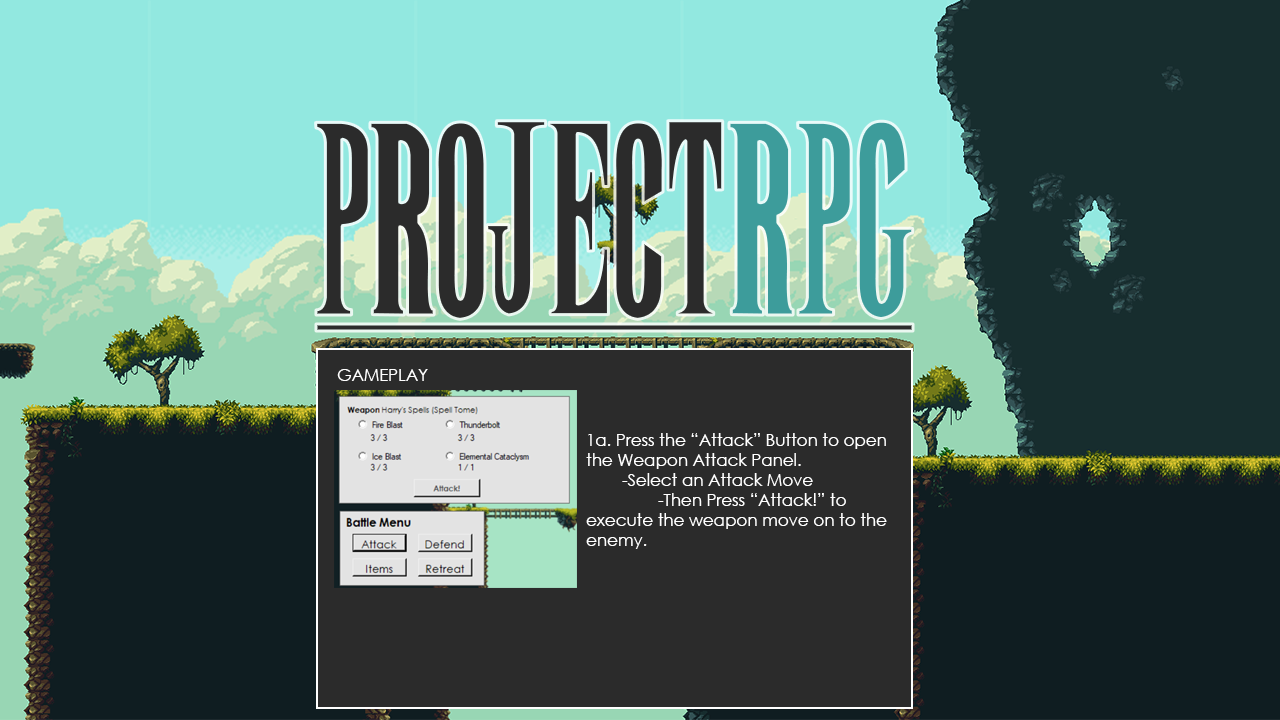 PROJECTRPG
GAMEPLAY
Weapon Harry's Spells (Spell Tome)
Fire Blast Thunderbolt
3 / 3 3 / 3
Ice Blast Elemental Cataclysm
3 / 3 1 / 1
Attack!
Battle Menu
Attack Defend
Items Retreat
1a. Press the “Attack” Button to open
the Weapon Attack Panel.
-Select an Attack Move
-Then Press “Attack!” to
execute the weapon move on to the
enemy.